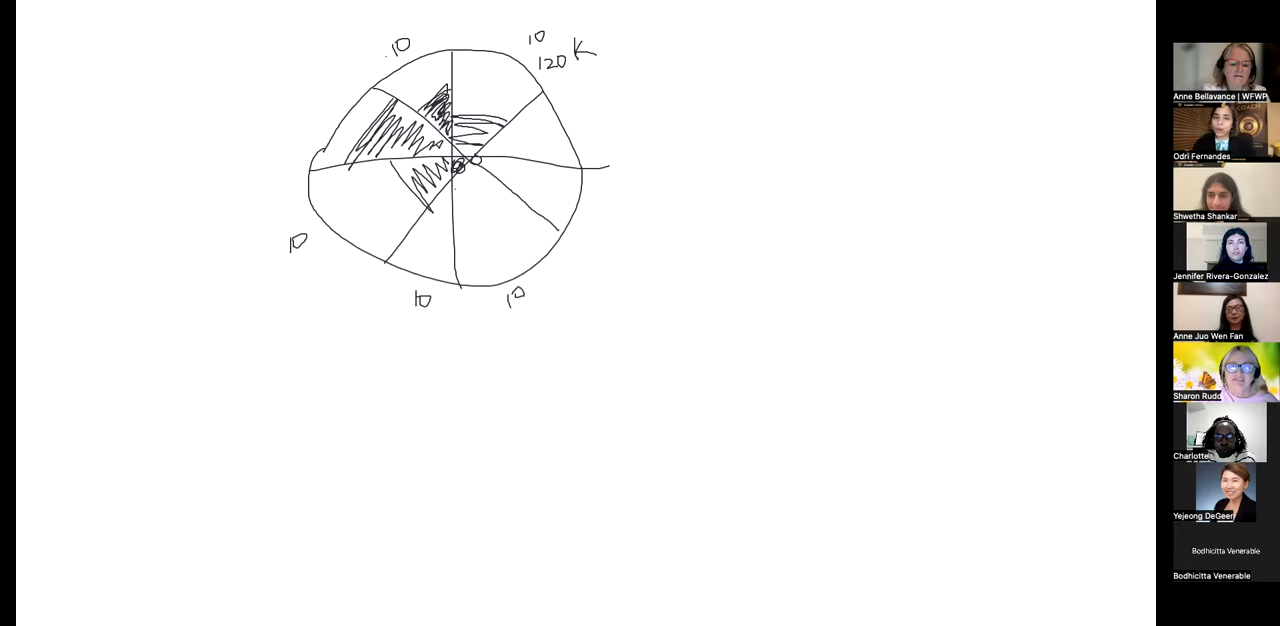 10
10
120 K
10
10
10
Anne Bellavance | WFWP
COACH
Odri Fernandes
Shwetha Shankar
Jennifer Rivera-Gonzalez
Anne Juo Wen Fan
Sharon Rudd
Charlotte
Yejeong DeGeer
Bodhicitta Venerable
Bodhicitta Venerable